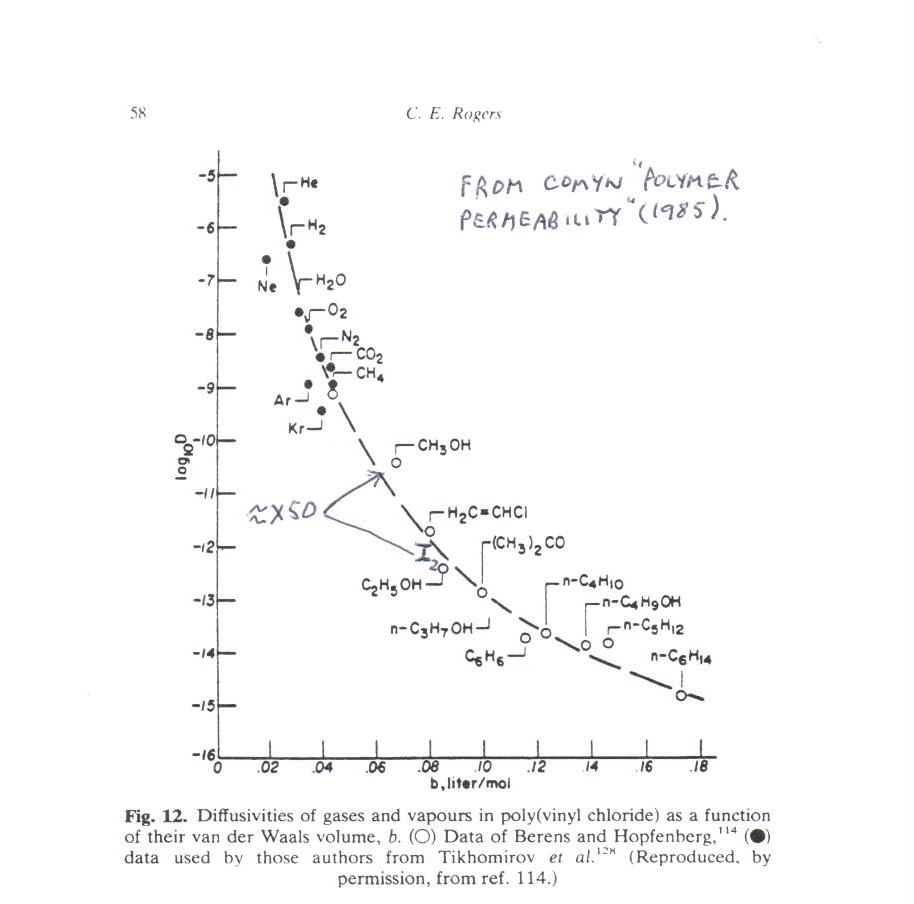 58
C. E. Rogers
FROM COMYN "POLYMER
PERMEABILITY" (1985).
-5
He
-6
H₂
-7
Ne
H₂O
O₂
-8
N₂
CO₂
CH₄
-9
Ar
Kr
log₁₀D
-10
CH₃OH
-11
≈X50
H₂C=CHCl
-12
(CH₃)₂CO
I₂
C₂H₅OH
n-C₄H₁₀
-13
n-C₄H₉OH
n-C₃H₇OH
n-C₅H₁₂
C₆H₆
-14
n-C₆H₁₄
-15
-16
0 .02 .04 .06 .08 .10 .12 .14 .16 .18
b, liter/mol
Fig. 12. Diffusivities of gases and vapours in poly(vinyl chloride) as a function
of their van der Waals volume, b. (○) Data of Berens and Hopfenberg,¹¹⁴ (●)
data used by those authors from Tikhomirov et al.¹²⁸ (Reproduced, by
permission, from ref. 114.)